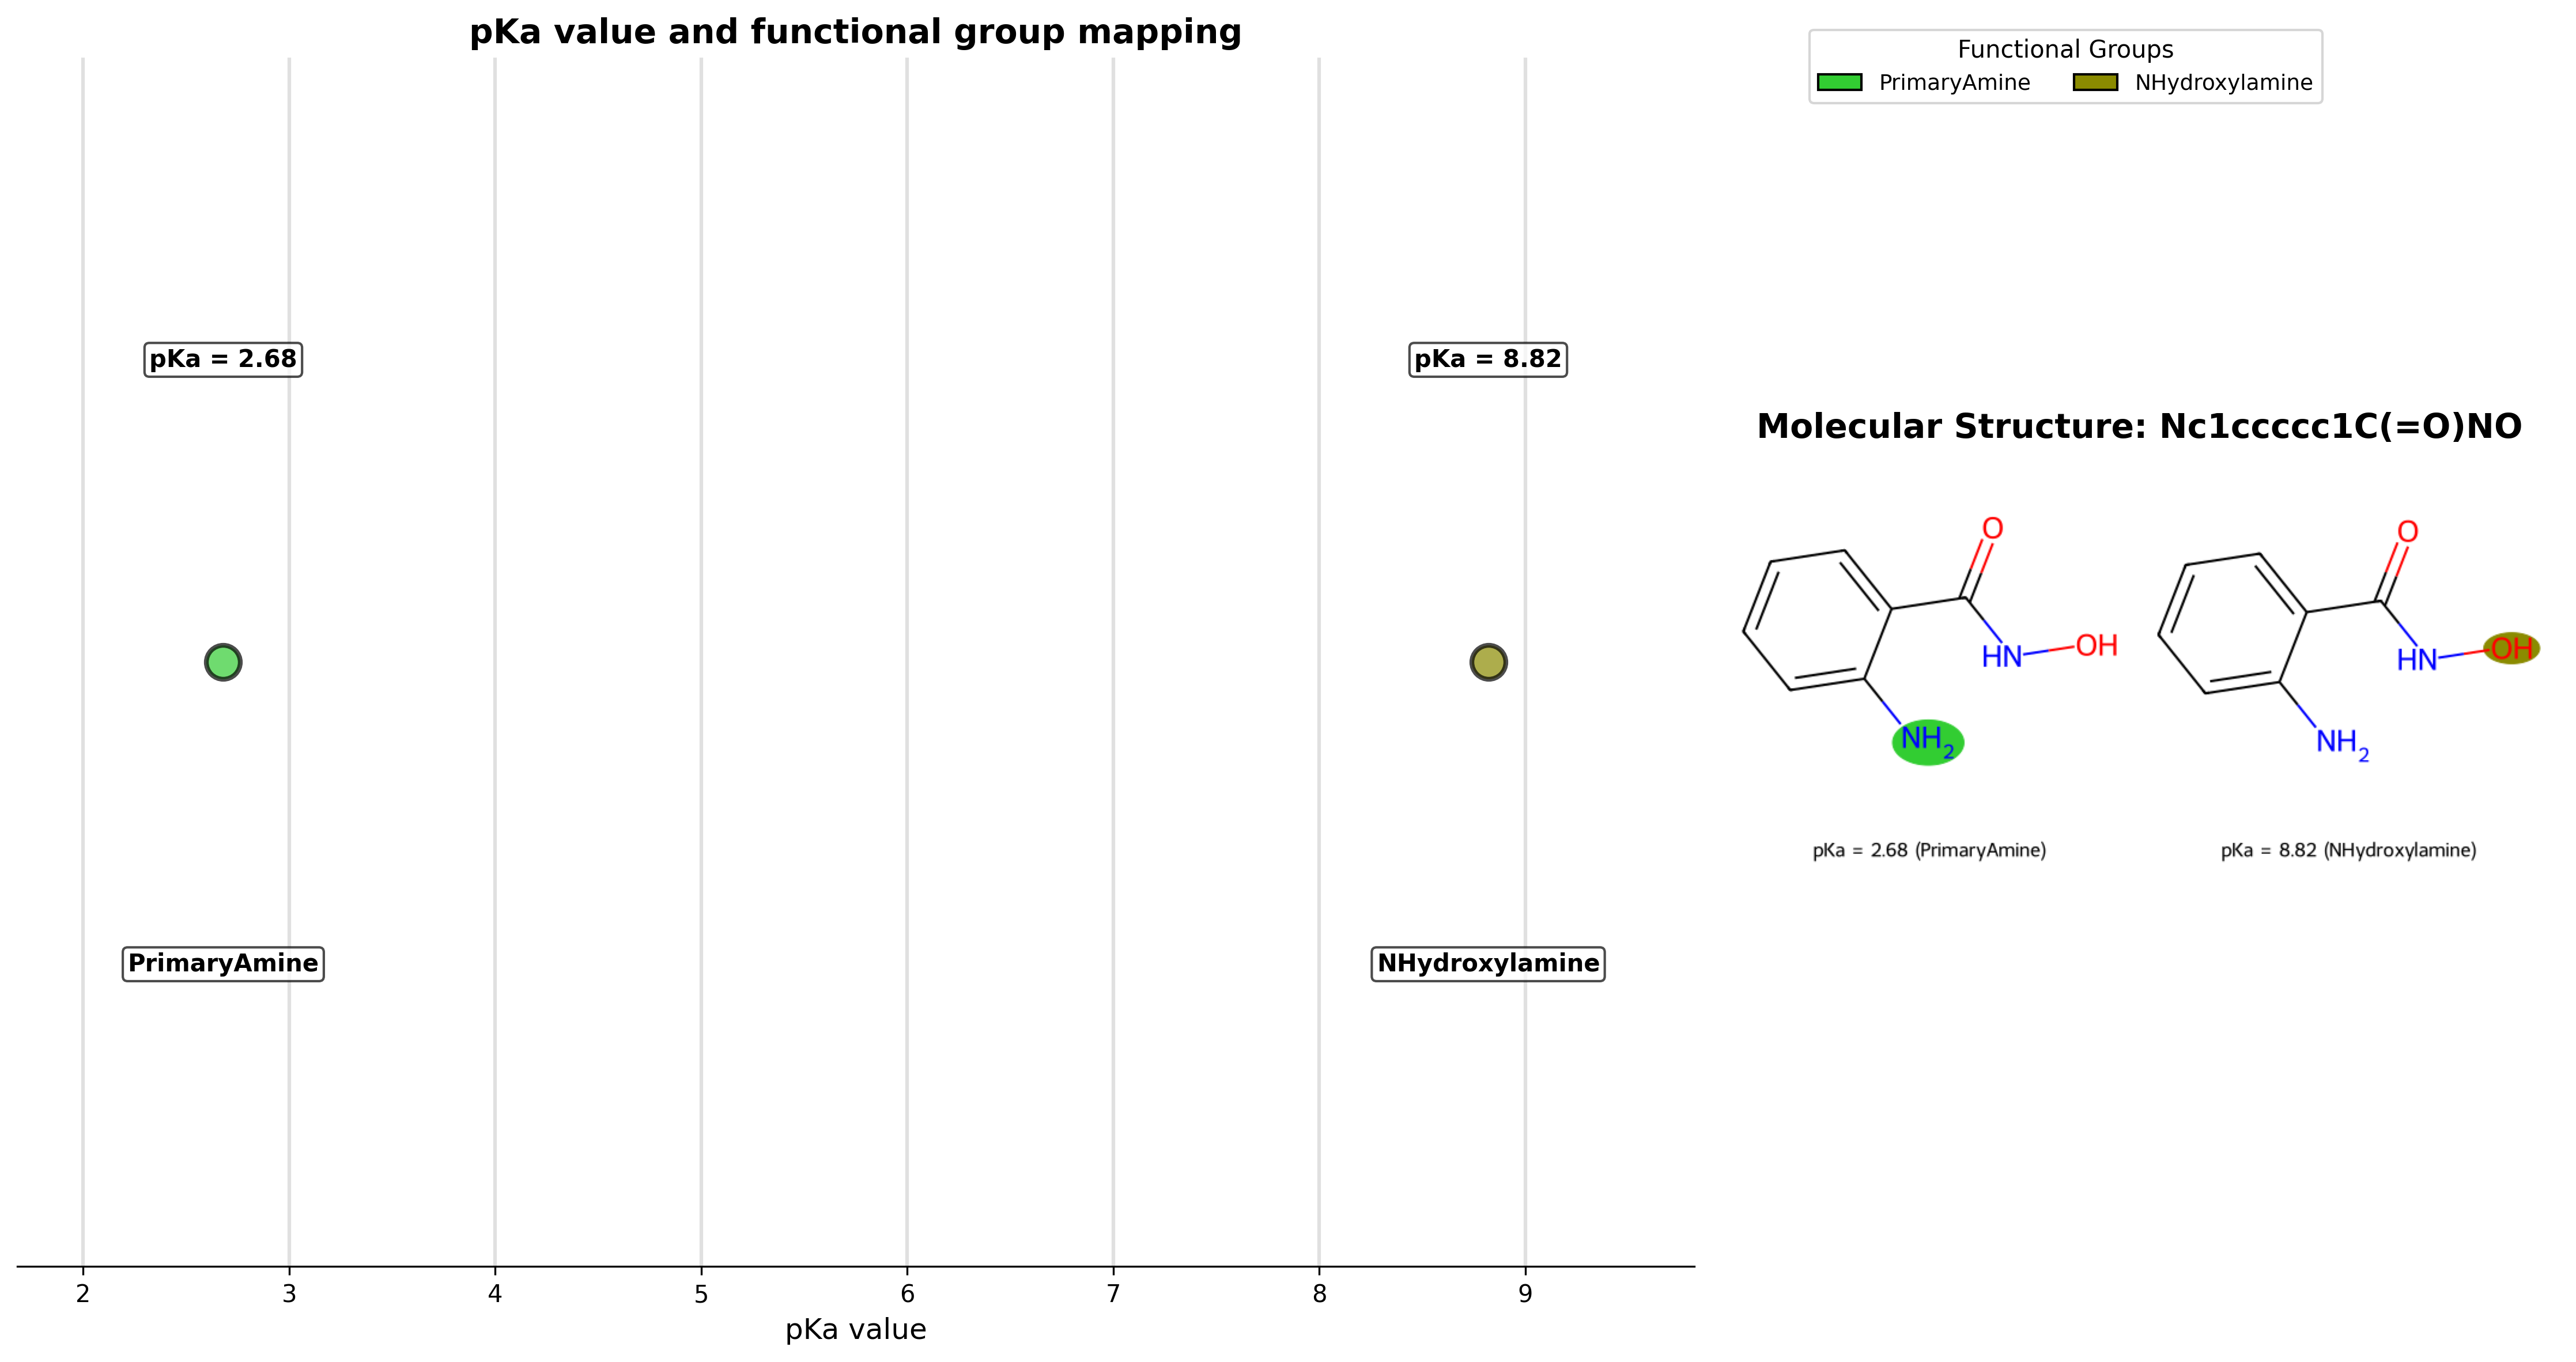 pKa value and functional group mapping
pKa = 2.68
pKa = 8.82
PrimaryAmine
NHydroxylamine
2 3 4 5 6 7 8 9
pKa value
Functional Groups
PrimaryAmine NHydroxylamine
Molecular Structure: Nc1ccccc1C(=O)NO
O
HN OH
NH2
pKa = 2.68 (PrimaryAmine)
O
HN OH
NH2
pKa = 8.82 (NHydroxylamine)